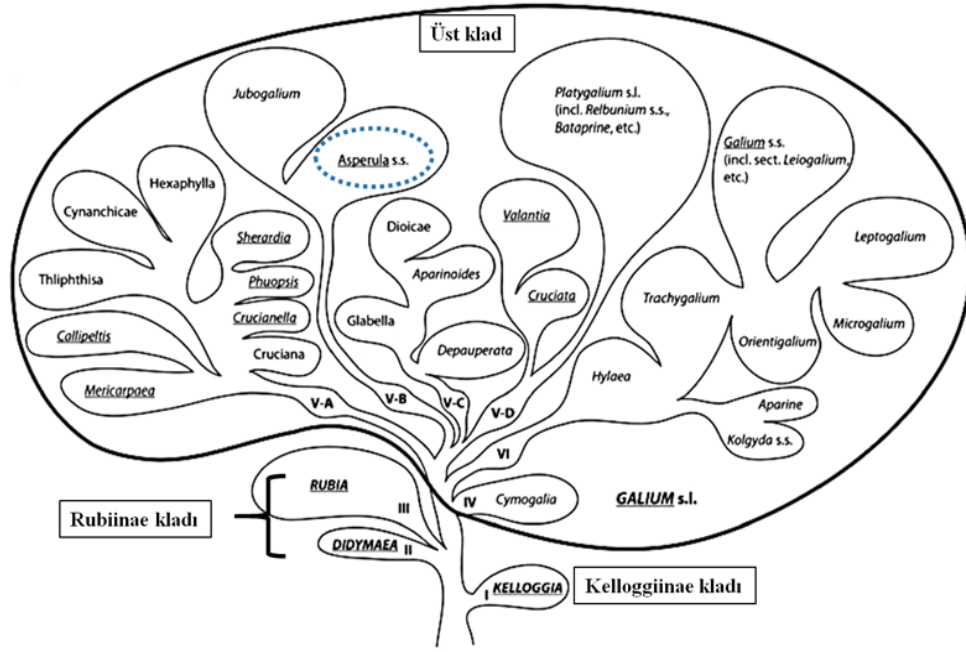 Üst klad
Jubogalium
Asperula s.s.
Platygalium s.l.
(incl. Relbunium s.s.,
Bataprine, etc.)
Galium s.s.
(incl. sect. Leiogalium,
etc.)
Hexaphylla
Cynanchicae
Thliphthisa
Callipeltis
Mericarpaea
Sherardia
Phuopsis
Crucianella
Cruciana
Dioicae
Aparinoides
Glabella
Depauperata
Valantia
Cruciata
Leptogalium
Trachygalium
Microgalium
Orientigalium
Hylaea
Aparine
Kolgyda s.s.
V-A
V-B
V-C
V-D
VI
IV
Cymogalia
GALIUM s.l.
RUBIA
III
Rubiinae kladı
DIDYMAEA II
I KELLOGGIA
Kelloggiinae kladı